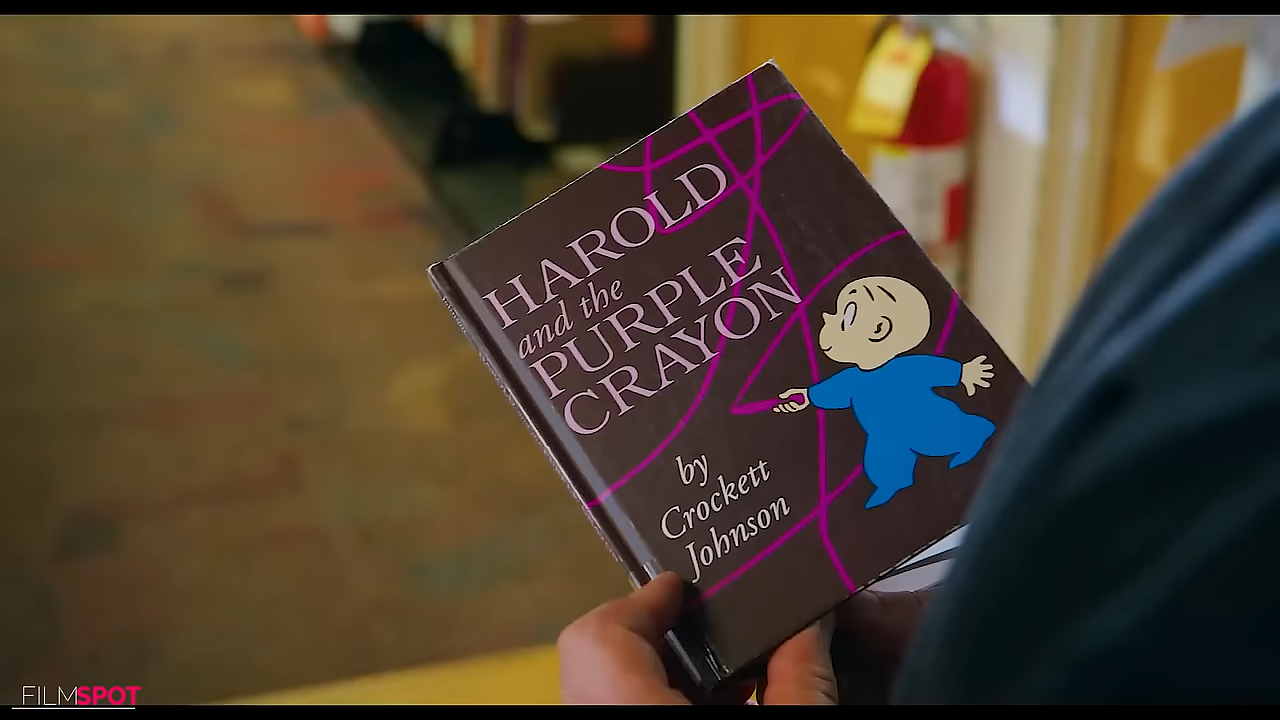 HAROLD
and the
PURPLE
CRAYON
by
Crockett
Johnson
FILMSPOT